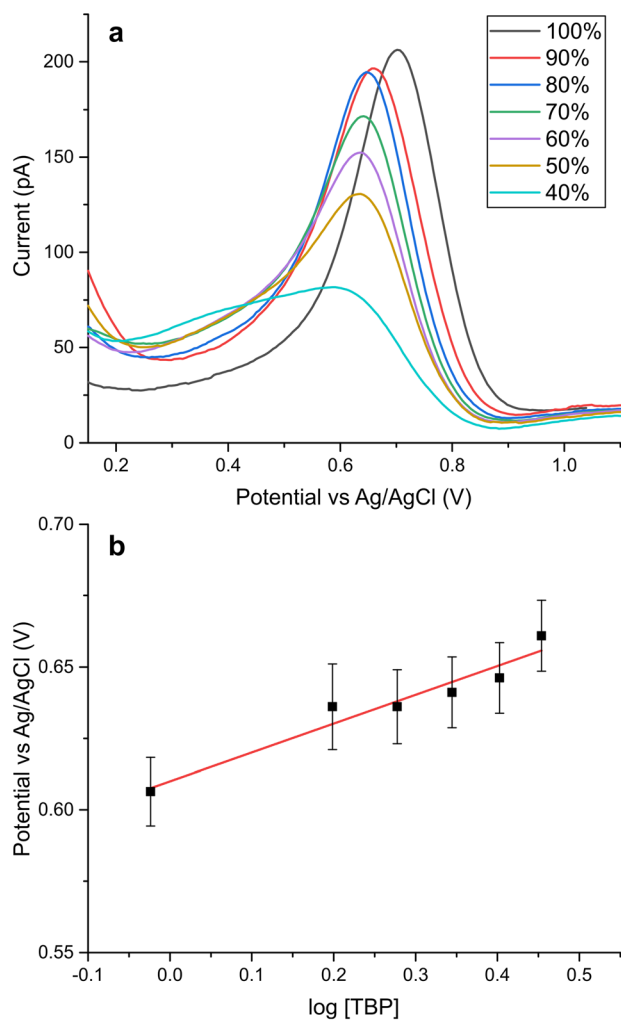 a
100%
90%
80%
70%
60%
50%
40%
200
150
100
50
0
Current (pA)
0.2 0.4 0.6 0.8 1.0
Potential vs Ag/AgCl (V)
b
0.70
0.65
0.60
0.55
Potential vs Ag/AgCl (V)
-0.1 0.0 0.1 0.2 0.3 0.4 0.5
log [TBP]